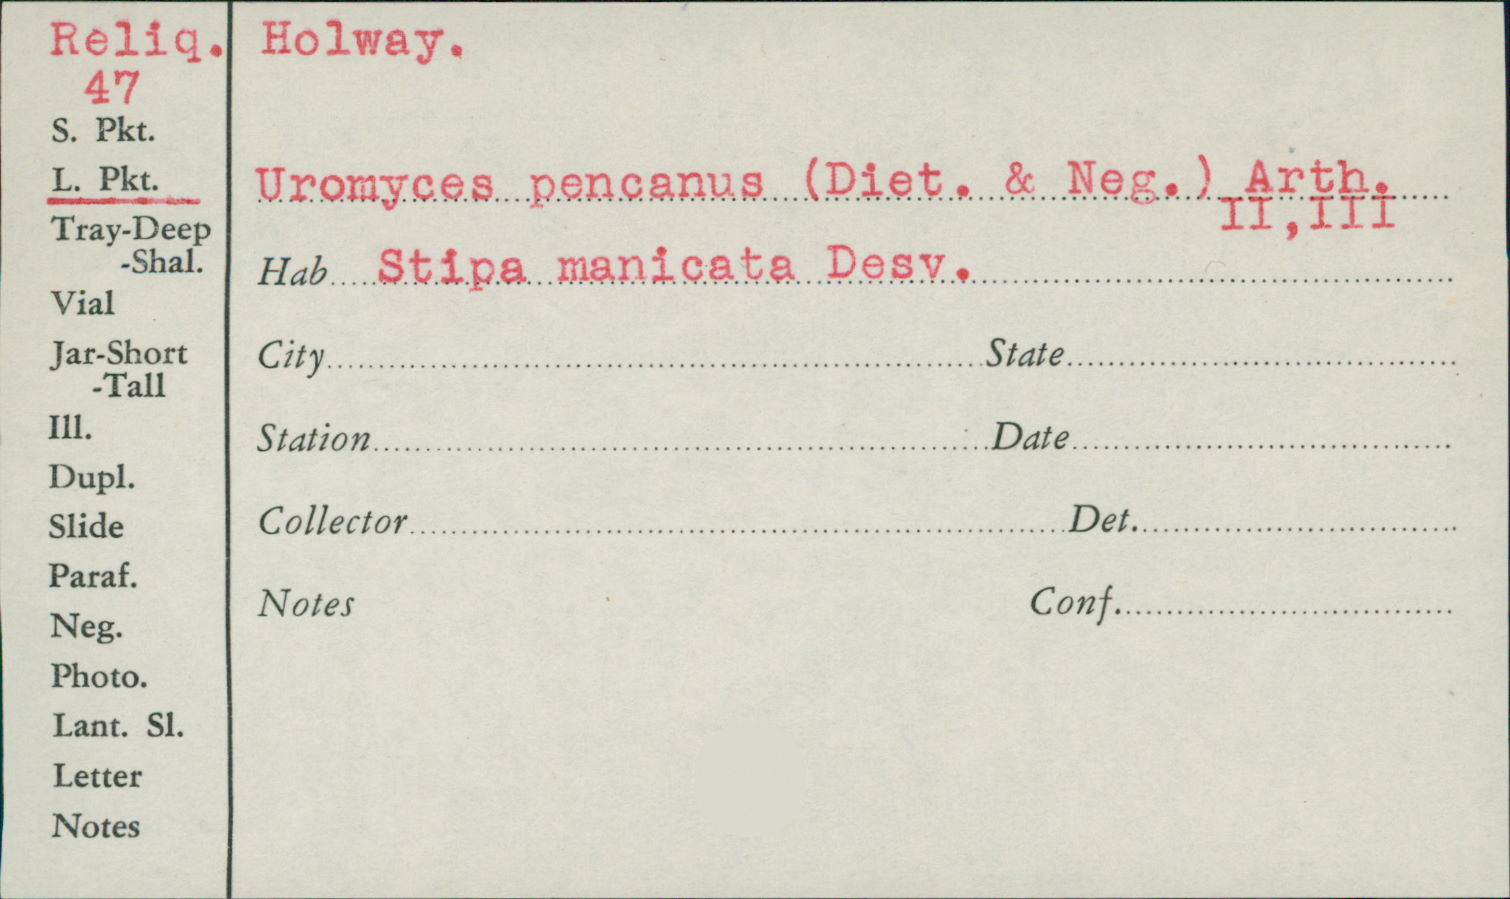 Reliq. Holway.
47
S. Pkt.
L. Pkt.
Uromyces pencanus (Diet. & Neg.) Arth.
II,III
Tray-Deep
-Shal.
Hab Stipa manicata Desv.
Vial
Jar-Short
-Tall
City State
Ill.
Station Date
Dupl.
Slide
Collector Det.
Paraf.
Neg.
Notes Conf.
Photo.
Lant. Sl.
Letter
Notes